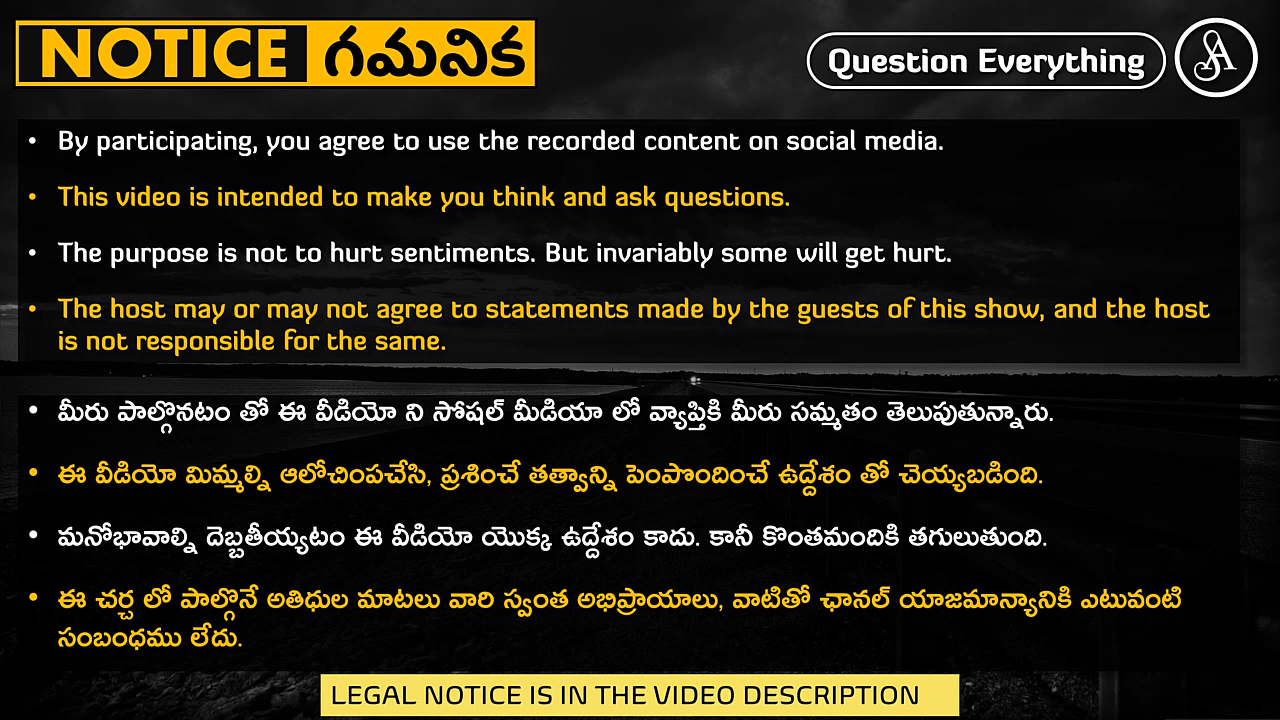 NOTICE గమనిక
Question Everything
SA
• By participating, you agree to use the recorded content on social media.
• This video is intended to make you think and ask questions.
• The purpose is not to hurt sentiments. But invariably some will get hurt.
• The host may or may not agree to statements made by the guests of this show, and the host
is not responsible for the same.
• మీరు పాల్గొనటం తో ఈ వీడియో ని సోషల్ మీడియా లో వ్యాప్తికి మీరు సమ్మతం తెలుపుతున్నారు.
• ఈ వీడియో మిమ్మల్ని ఆలోచింపచేసి, ప్రశించే తత్వాన్ని పెంపొందించే ఉద్దేశం తో చెయ్యబడింది.
• మనోభావాల్ని దెబ్బతీయ్యటం ఈ వీడియో యొక్క ఉద్దేశం కాదు. కానీ కొంతమందికి తగులుతుంది.
• ఈ చర్చ లో పాల్గొనే అతిధుల మాటలు వారి స్వంత అభిప్రాయాలు, వాటితో ఛానల్ యాజమాన్యానికి ఎటువంటి
సంబంధము లేదు.
LEGAL NOTICE IS IN THE VIDEO DESCRIPTION